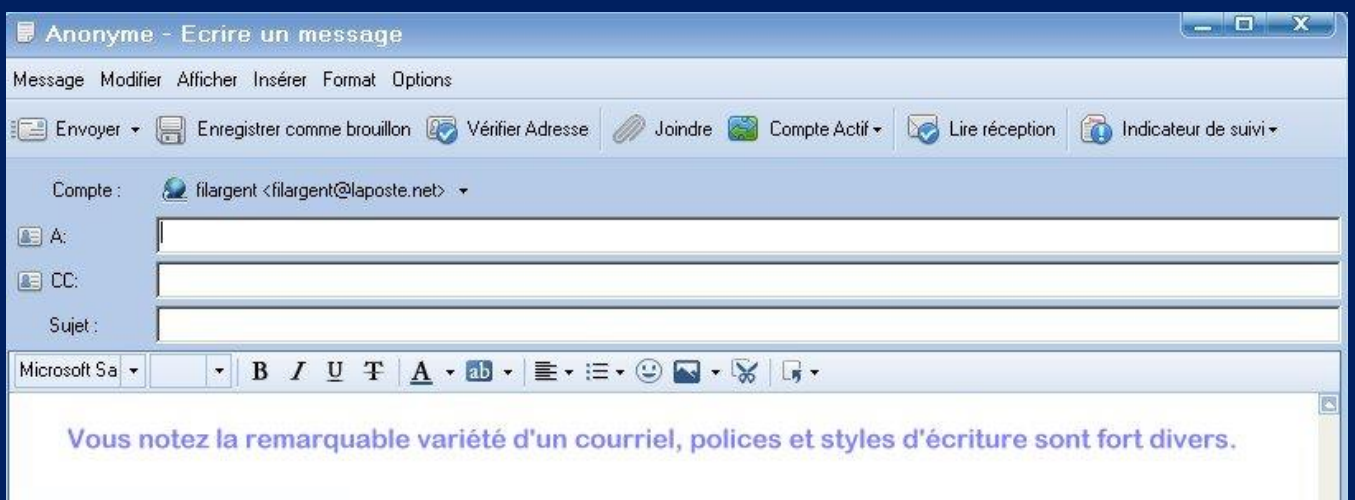 Anonyme - Ecrire un message
Message Modifier Afficher Insérer Format Options
Envoyer Enregistrer comme brouillon Vérifier Adresse Joindre Compte Actif Lire réception Indicateur de suivi
Compte : filargent <filargent@laposte.net>
A:
CC:
Sujet :
Microsoft Sa B I U T A ab
Vous notez la remarquable variété d'un courriel, polices et styles d'écriture sont fort divers.